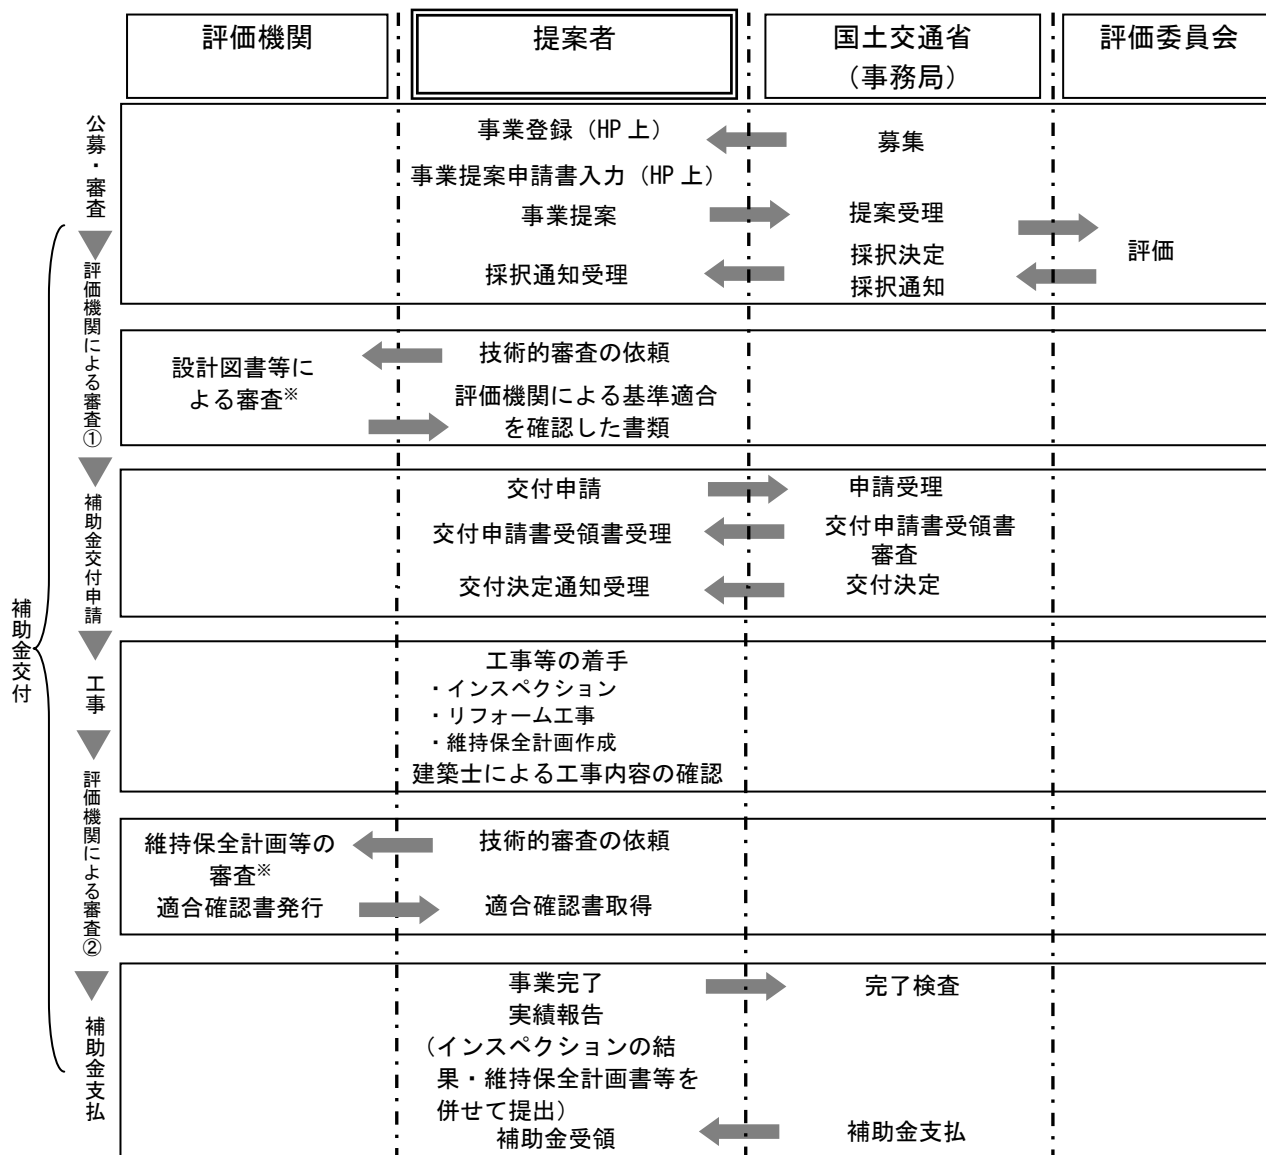 評価機関
提案者
国土交通省
（事務局）
評価委員会
公募・審査
事業登録（HP上）
募集
事業提案申請書入力（HP上）
事業提案
提案受理
評価
採択決定
採択通知受理
採択通知
評価機関による審査①
設計図書等に
よる審査※
技術的審査の依頼
評価機関による基準適合
を確認した書類
補助金交付申請
交付申請
申請受理
交付申請書受領書受理
交付申請書受領書
審査
交付決定通知受理
交付決定
補助金交付
工事
工事等の着手
・インスペクション
・リフォーム工事
・維持保全計画作成
建築士による工事内容の確認
評価機関による審査②
維持保全計画等の
審査※
技術的審査の依頼
適合確認書発行
適合確認書取得
補助金支払
事業完了
完了検査
実績報告
（インスペクションの結
果・維持保全計画書等を
併せて提出）
補助金受領
補助金支払